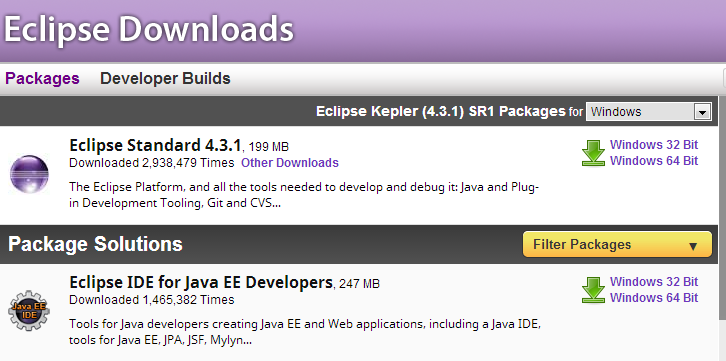 Eclipse Downloads
Packages Developer Builds
Eclipse Kepler (4.3.1) SR1 Packages for Windows
Eclipse Standard 4.3.1, 199 MB
Downloaded 2,938,479 Times Other Downloads
Windows 32 Bit
Windows 64 Bit
The Eclipse Platform, and all the tools needed to develop and debug it: Java and Plug-
in Development Tooling, Git and CVS...
Package Solutions Filter Packages
Eclipse IDE for Java EE Developers, 247 MB
Downloaded 1,465,382 Times
Windows 32 Bit
Windows 64 Bit
Java EE
IDE
Tools for Java developers creating Java EE and Web applications, including a Java IDE,
tools for Java EE, JPA, JSF, Mylyn...